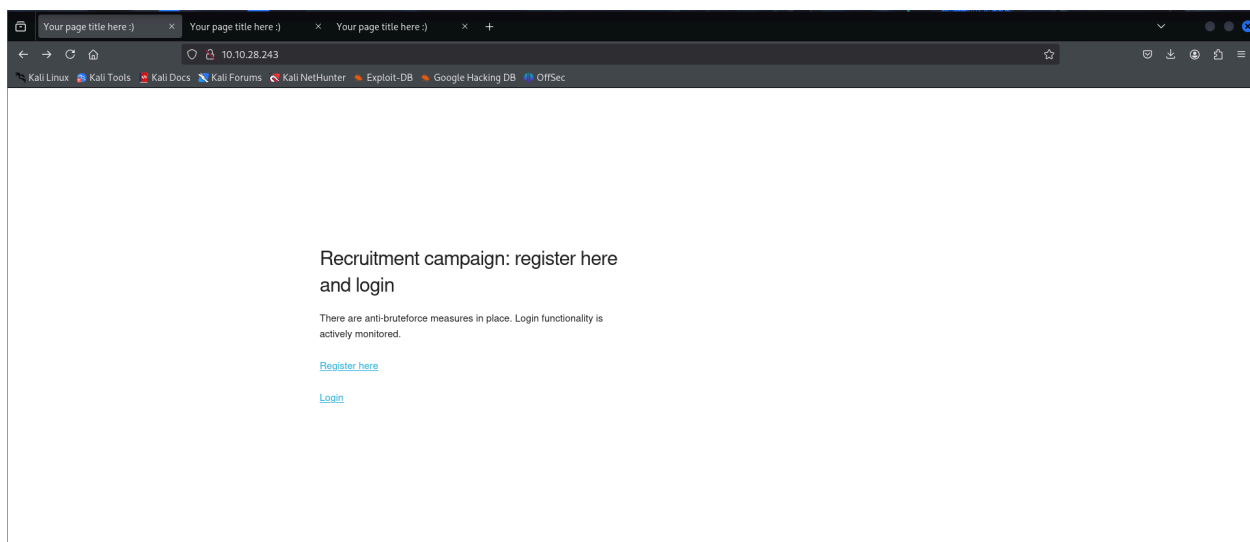 Your page title here :) Your page title here :) Your page title here :)
10.10.28.243
Kali Linux Kali Tools Kali Docs Kali Forums Kali NetHunter Exploit-DB Google Hacking DB OffSec
Recruitment campaign: register here
and login
There are anti-bruteforce measures in place. Login functionality is
actively monitored.
Register here
Login